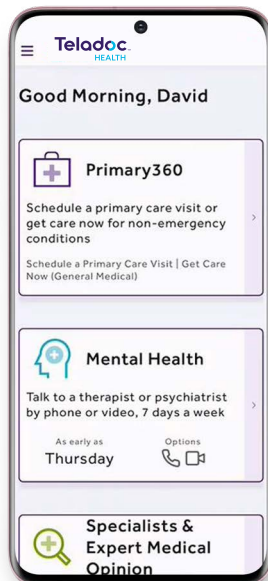 Teladoc.
HEALTH
Good Morning, David
Primary360
Schedule a primary care visit or
get care now for non-emergency
conditions
Schedule a Primary Care Visit | Get Care
Now (General Medical)
Mental Health
Talk to a therapist or psychiatrist
by phone or video, 7 days a week
As early as
Options
Thursday
Specialists &
Expert Medical
Opinion